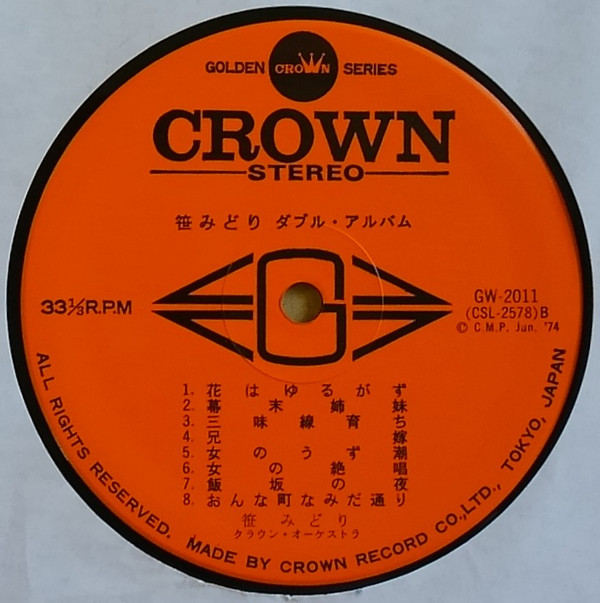 GOLDEN CROWN SERIES
CROWN
STEREO
笹みどり ダブル・アルバム
33⅓R.P.M
G
GW-2011
(CSL-2578)B
© C.M.P. Jun. '74
1. 花はゆるがず
2. 幕末姉妹
3. 三味線育ち
4. 兄嫁
5. 女のうず潮
6. 女の絶唱
7. 飯坂の夜
8. おんな町なみだ通り
笹みどり
クラウン・オーケストラ
ALL RIGHTS RESERVED. MADE BY CROWN RECORD CO.,LTD., TOKYO, JAPAN